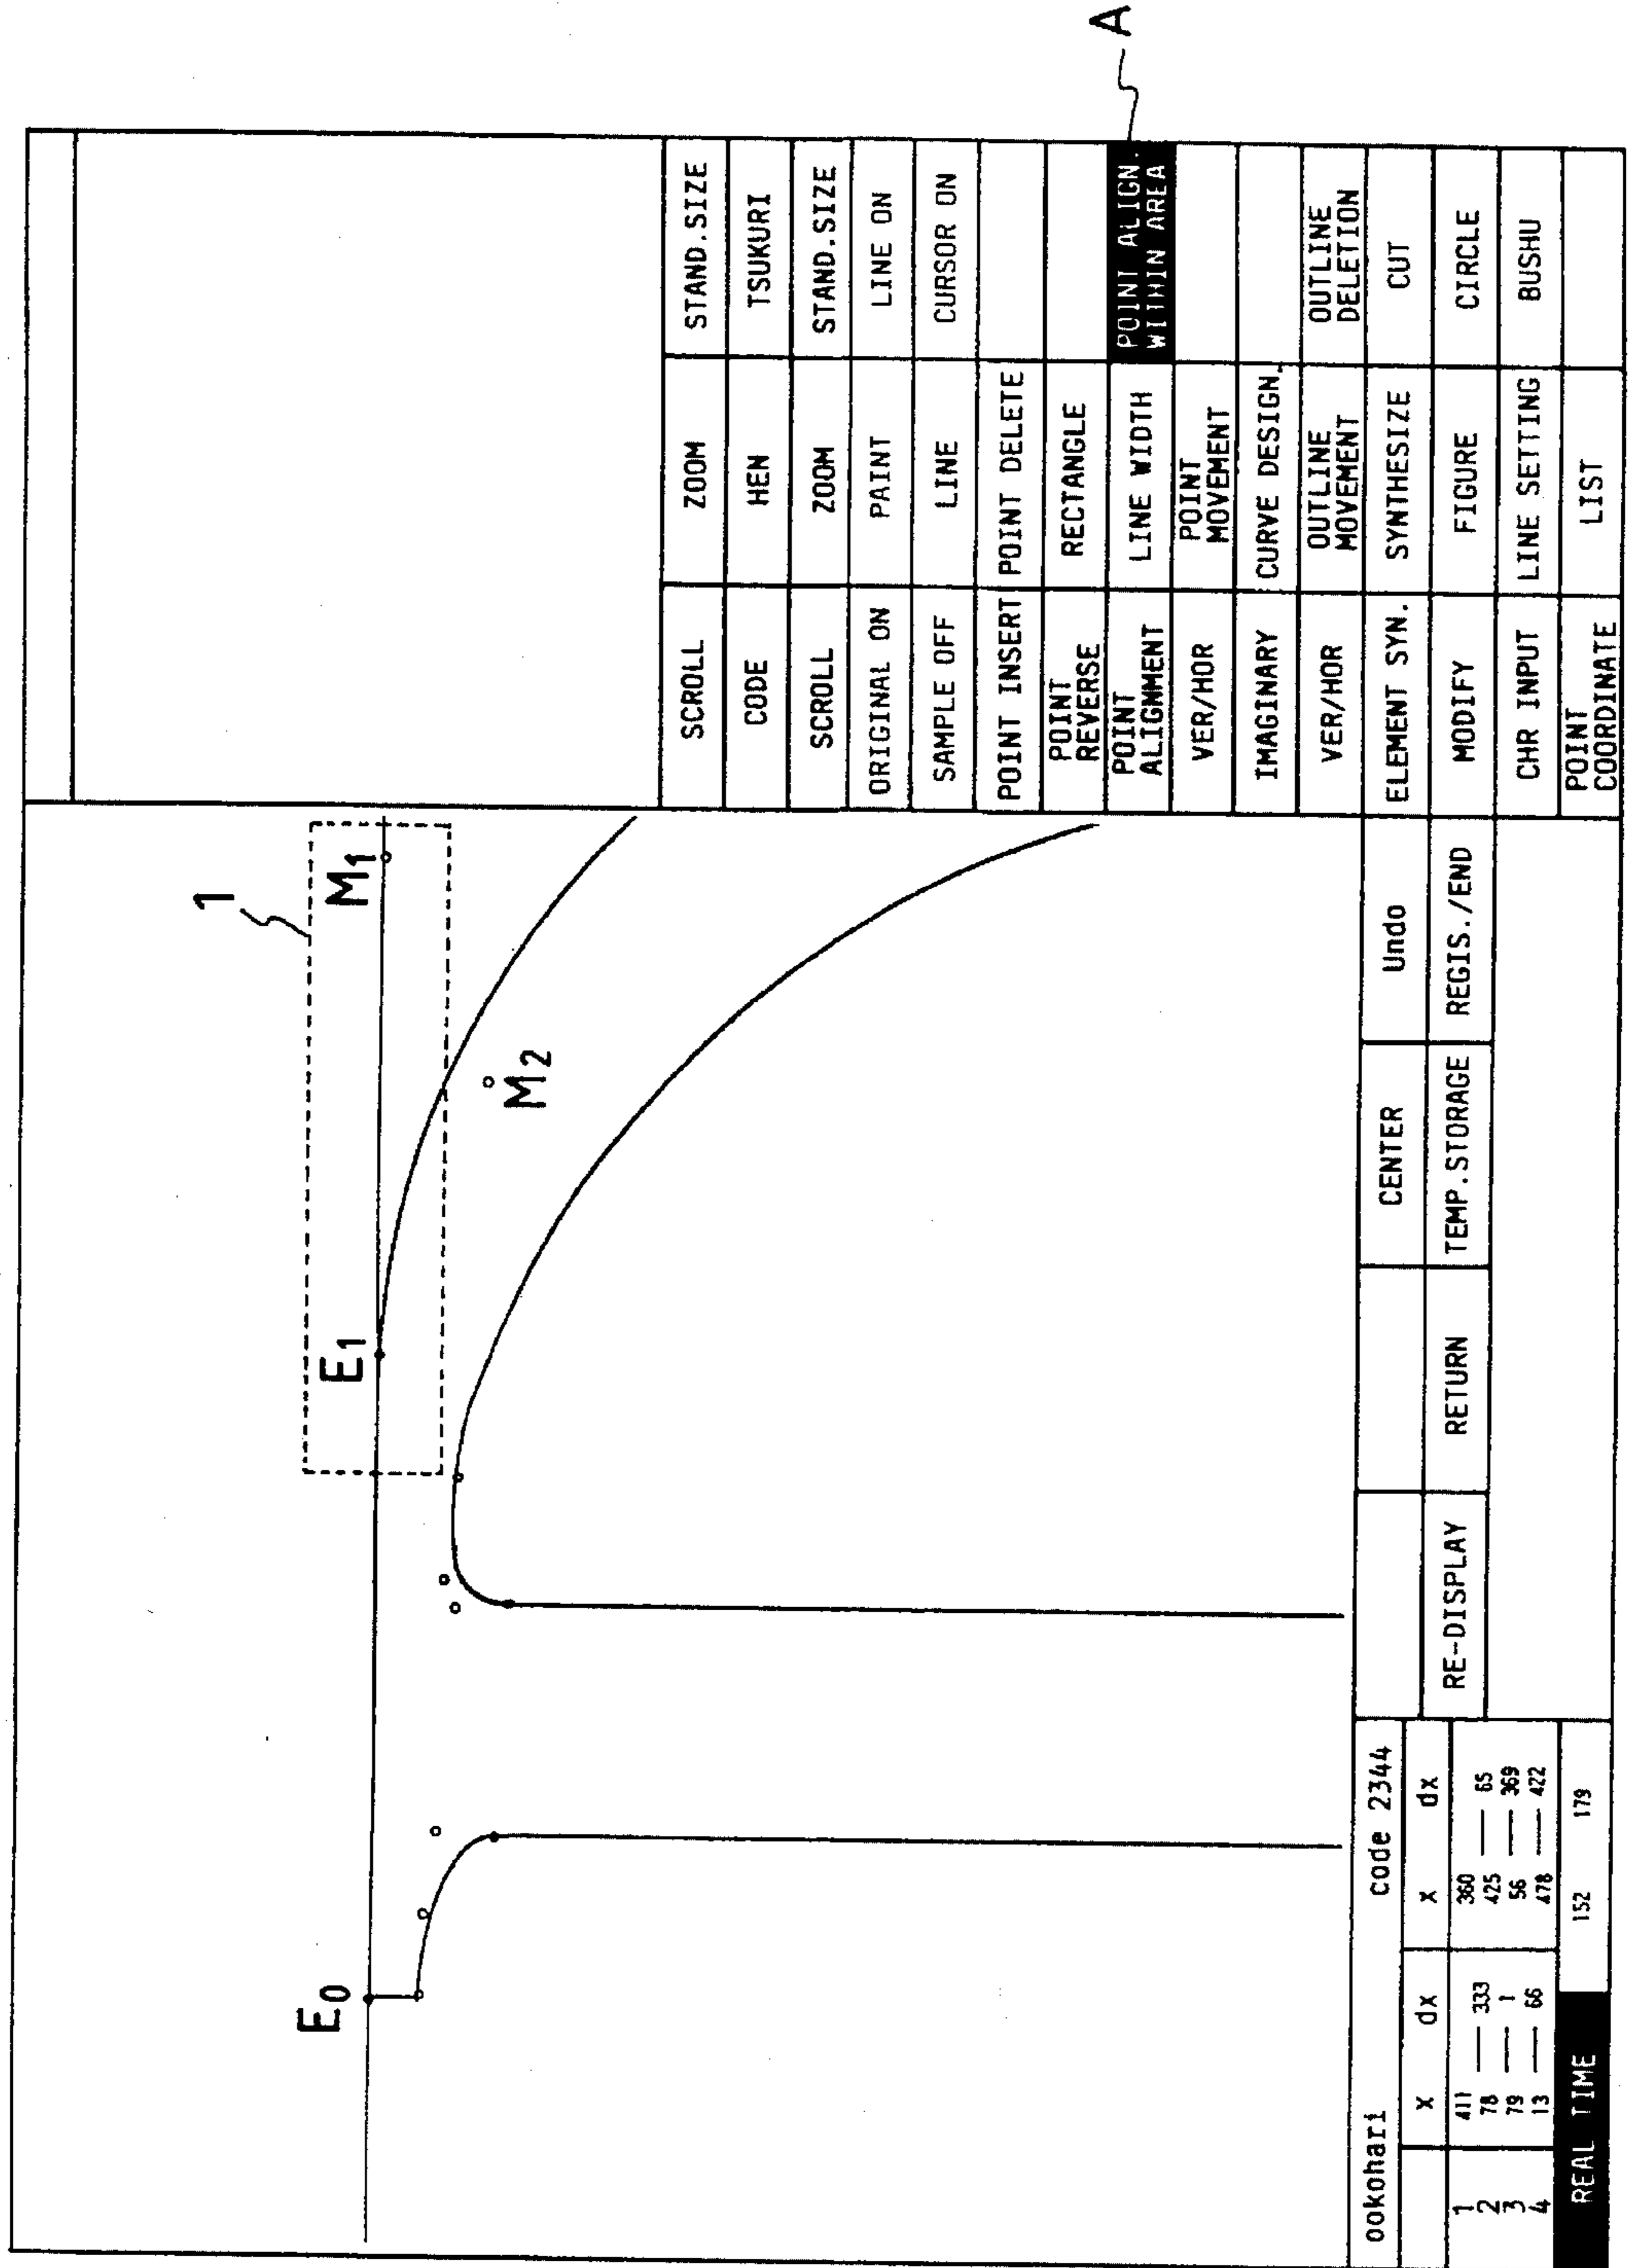 1
M1
E1
M2
E0
A
SCROLL ZOOM STAND.SIZE
CODE HEN TSUKURI
SCROLL ZOOM STAND.SIZE
ORIGINAL ON PAINT LINE ON
SAMPLE OFF LINE CURSOR ON
POINT INSERT POINT DELETE
POINT
REVERSE
RECTANGLE
POINT
ALIGNMENT
LINE WIDTH
POINT ALIGN.
WITHIN AREA
VER/HOR
POINT
MOVEMENT
IMAGINARY CURVE DESIGN.
VER/HOR
OUTLINE
MOVEMENT
OUTLINE
DELETION
ELEMENT SYN. SYNTHESIZE CUT
MODIFY FIGURE CIRCLE
CHR INPUT LINE SETTING BUSHU
POINT
COORDINATE
LIST
CENTER Undo
RE-DISPLAY RETURN TEMP.STORAGE REGIS./END
ookohari code 2344
x dx x dx
1 411 360
2 78 — 333 425 — 65
3 79 — 1 56 — 369
4 13 — 66 478 — 422
REAL TIME 152 179